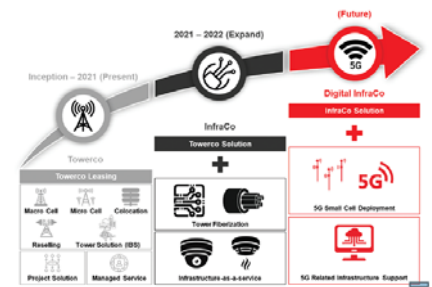 (Future)
2021 – 2022 (Expand)
5G
Inception – 2021 (Present)
Digital InfraCo
InfraCo Solution
InfraCo
Towerco Solution
Towerco
Towerco Leasing
Macro Cell Micro Cell Colocation
Reselling Tower Solution (IBS)
Project Solution Managed Service
Tower Fiberization
Infrastructure-as-a-service
5G
5G Small Cell Deployment
5G Related Infrastructure Support